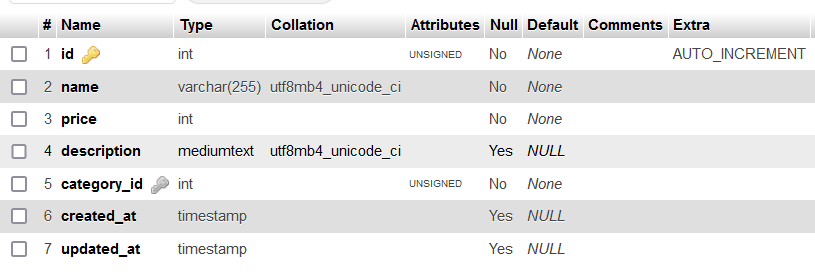 # Name Type Collation Attributes Null Default Comments Extra
1 id int UNSIGNED No None AUTO_INCREMENT
2 name varchar(255) utf8mb4_unicode_ci No None
3 price int No None
4 description mediumtext utf8mb4_unicode_ci Yes NULL
5 category_id int UNSIGNED No None
6 created_at timestamp Yes NULL
7 updated_at timestamp Yes NULL